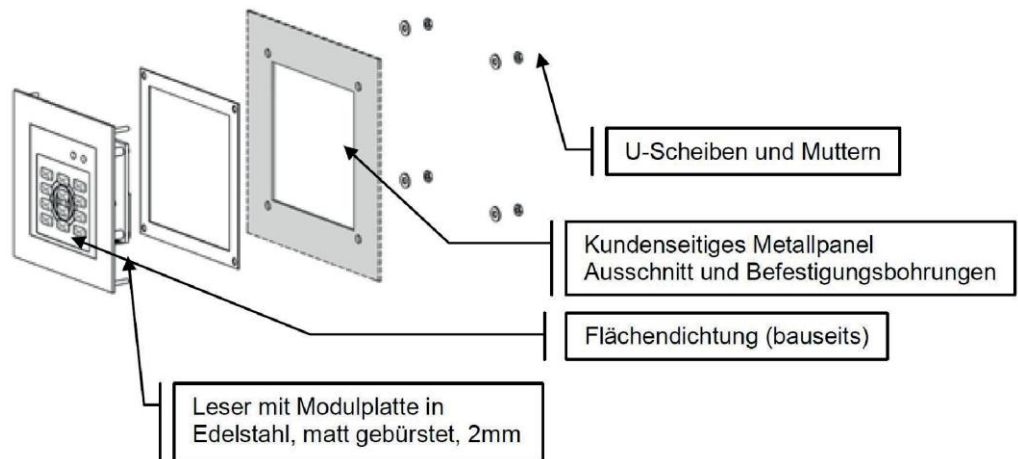 U-Scheiben und Muttern
Kundenseitiges Metallpanel
Ausschnitt und Befestigungsbohrungen
Flächendichtung (bauseits)
Leser mit Modulplatte in
Edelstahl, matt gebürstet, 2mm